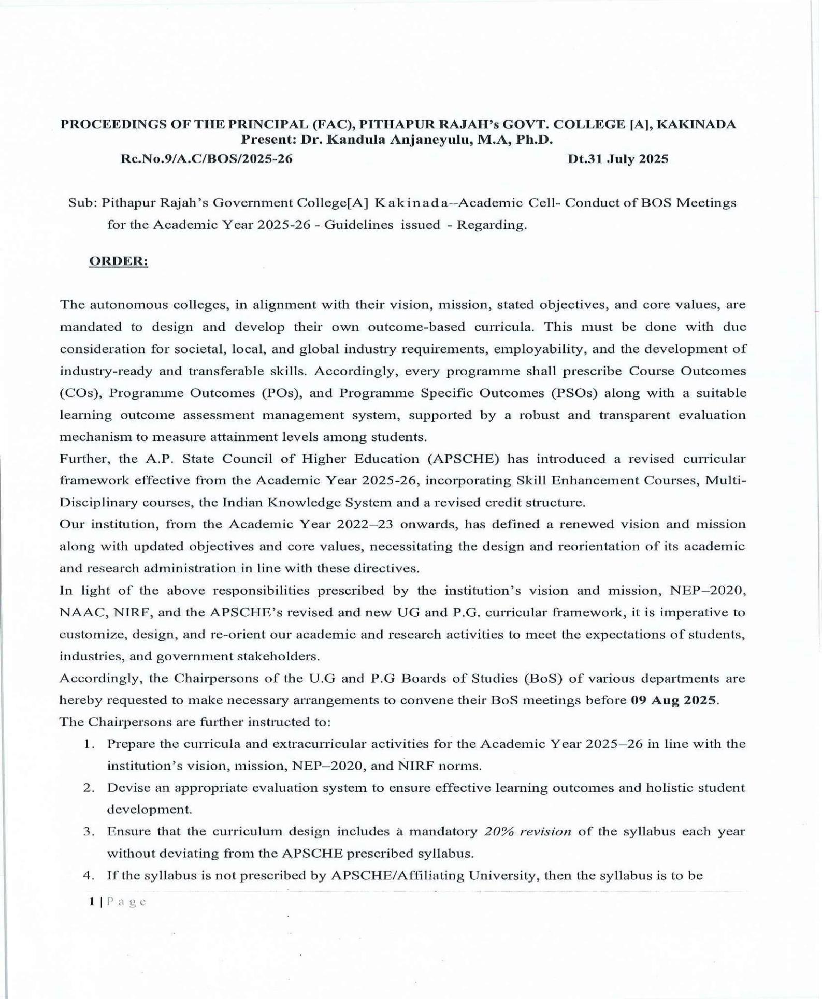 PROCEEDINGS OF THE PRINCIPAL (FAC), PITHAPUR RAJAH's GOVT. COLLEGE [A], KAKINADA
Present: Dr. Kandula Anjaneyulu, M.A, Ph.D.
Rc.No.9/A.C/BOS/2025-26 Dt.31 July 2025
Sub: Pithapur Rajah's Government College[A] Kakinada--Academic Cell- Conduct of BOS Meetings
for the Academic Year 2025-26 - Guidelines issued - Regarding.
ORDER:
The autonomous colleges, in alignment with their vision, mission, stated objectives, and core values, are
mandated to design and develop their own outcome-based curricula. This must be done with due
consideration for societal, local, and global industry requirements, employability, and the development of
industry-ready and transferable skills. Accordingly, every programme shall prescribe Course Outcomes
(COs), Programme Outcomes (POs), and Programme Specific Outcomes (PSOs) along with a suitable
learning outcome assessment management system, supported by a robust and transparent evaluation
mechanism to measure attainment levels among students.
Further, the A.P. State Council of Higher Education (APSCHE) has introduced a revised curricular
framework effective from the Academic Year 2025-26, incorporating Skill Enhancement Courses, Multi-
Disciplinary courses, the Indian Knowledge System and a revised credit structure.
Our institution, from the Academic Year 2022–23 onwards, has defined a renewed vision and mission
along with updated objectives and core values, necessitating the design and reorientation of its academic
and research administration in line with these directives.
In light of the above responsibilities prescribed by the institution's vision and mission, NEP–2020,
NAAC, NIRF, and the APSCHE's revised and new UG and P.G. curricular framework, it is imperative to
customize, design, and re-orient our academic and research activities to meet the expectations of students,
industries, and government stakeholders.
Accordingly, the Chairpersons of the U.G and P.G Boards of Studies (BoS) of various departments are
hereby requested to make necessary arrangements to convene their BoS meetings before 09 Aug 2025.
The Chairpersons are further instructed to:
1. Prepare the curricula and extracurricular activities for the Academic Year 2025–26 in line with the
institution's vision, mission, NEP–2020, and NIRF norms.
2. Devise an appropriate evaluation system to ensure effective learning outcomes and holistic student
development.
3. Ensure that the curriculum design includes a mandatory 20% revision of the syllabus each year
without deviating from the APSCHE prescribed syllabus.
4. If the syllabus is not prescribed by APSCHE/Affiliating University, then the syllabus is to be
1 | Page